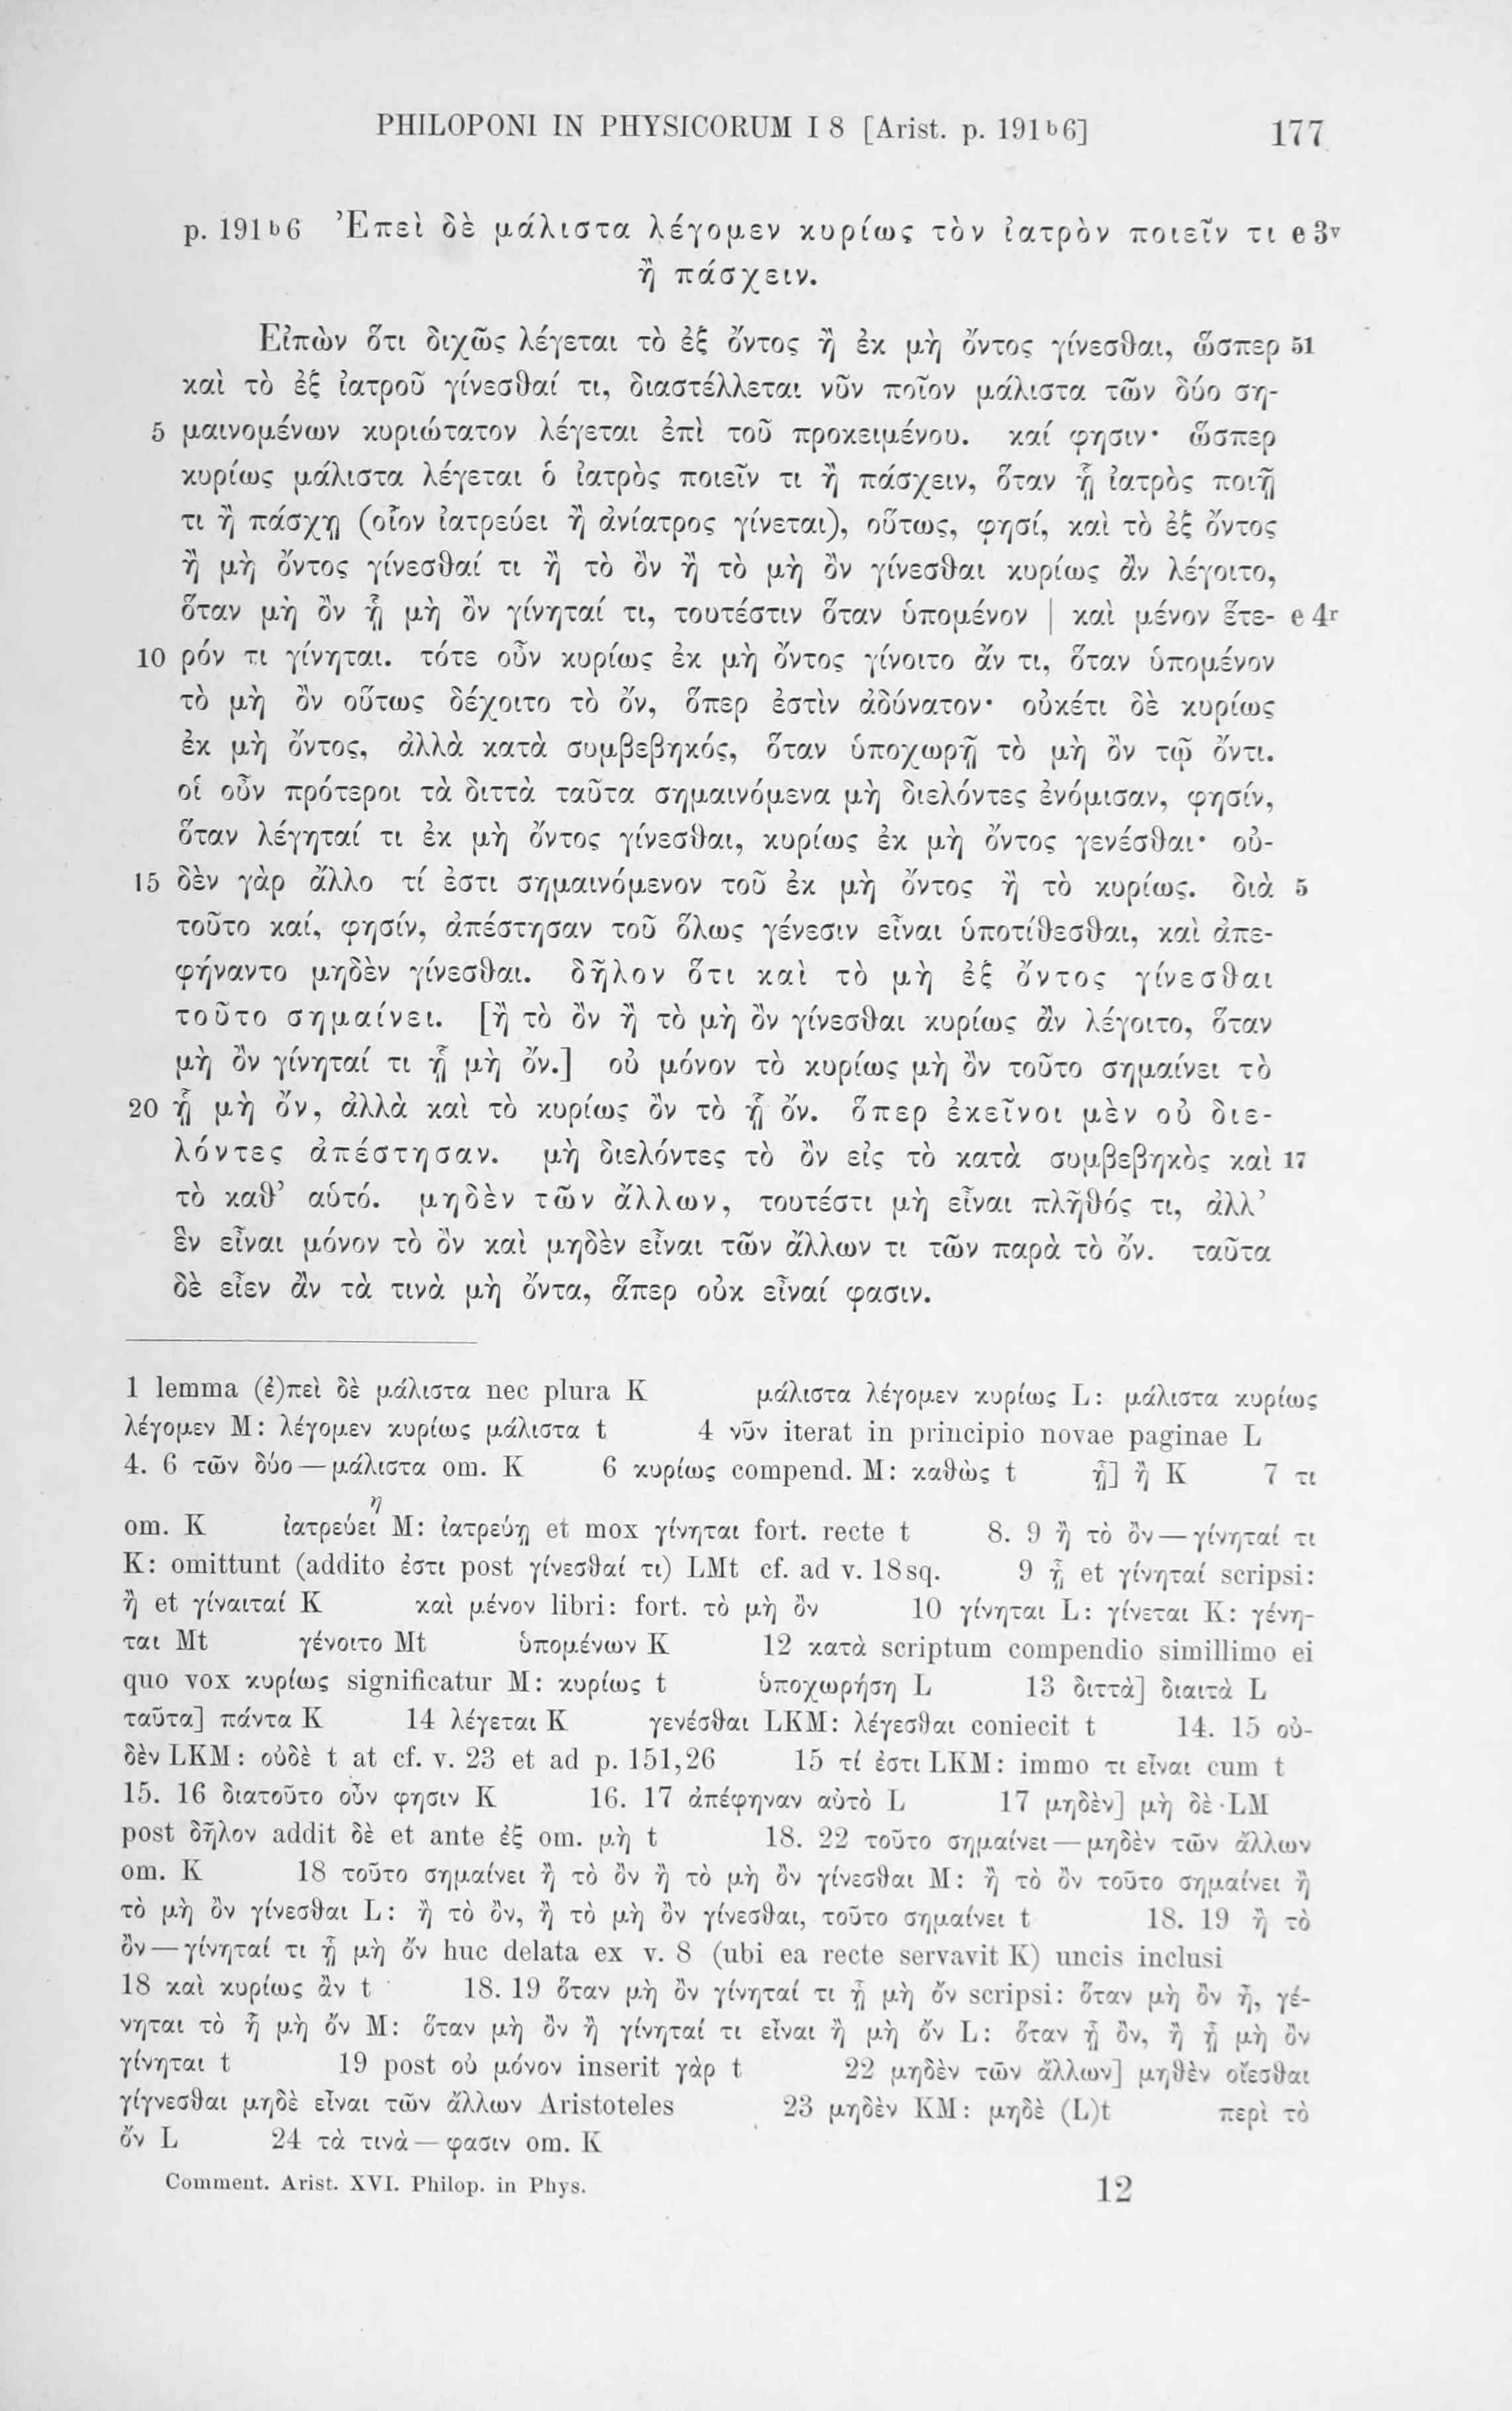 PHILOPONI IN PHYSICORUM I 8 [Arist. p. 191ᵇ6] 177
p. 191ᵇ6 Ἐπεὶ δὲ μάλιστα λέγομεν κυρίως τὸν ἰατρὸν ποιεῖν τι e 3ᵛ
ἢ πάσχειν.
Εἰπὼν ὅτι διχῶς λέγεται τὸ ἐξ ὄντος ἢ ἐκ μὴ ὄντος γίνεσθαι, ὥσπερ 51
καὶ τὸ ἐξ ἰατροῦ γίνεσθαί τι, διαστέλλεται νῦν ποῖον μάλιστα τῶν δύο ση-
5 μαινομένων κυριώτατον λέγεται ἐπὶ τοῦ προκειμένου. καί φησιν· ὥσπερ
κυρίως μάλιστα λέγεται ὁ ἰατρὸς ποιεῖν τι ἢ πάσχειν, ὅταν ᾗ ἰατρὸς ποιῇ
τι ἢ πάσχῃ (οἷον ἰατρεύει ἢ ἀνίατρος γίνεται), οὕτως, φησί, καὶ τὸ ἐξ ὄντος
ἢ μὴ ὄντος γίνεσθαί τι ἢ τὸ ὂν ἢ τὸ μὴ ὂν γίνεσθαι κυρίως ἂν λέγοιτο,
ὅταν μὴ ὂν ᾗ μὴ ὂν γίνηταί τι, τουτέστιν ὅταν ὑπομένον | καὶ μένον ἕτε- e 4ʳ
10 ρόν τι γίνηται. τότε οὖν κυρίως ἐκ μὴ ὄντος γίνοιτο ἄν τι, ὅταν ὑπομένον
τὸ μὴ ὂν οὕτως δέχοιτο τὸ ὄν, ὅπερ ἐστὶν ἀδύνατον· οὐκέτι δὲ κυρίως
ἐκ μὴ ὄντος, ἀλλὰ κατὰ συμβεβηκός, ὅταν ὑποχωρῇ τὸ μὴ ὂν τῷ ὄντι.
οἱ οὖν πρότεροι τὰ διττὰ ταῦτα σημαινόμενα μὴ διελόντες ἐνόμισαν, φησίν,
ὅταν λέγηταί τι ἐκ μὴ ὄντος γίνεσθαι, κυρίως ἐκ μὴ ὄντος γενέσθαι· οὐ-
15 δὲν γὰρ ἄλλο τί ἐστι σημαινόμενον τοῦ ἐκ μὴ ὄντος ἢ τὸ κυρίως. διὰ 5
τοῦτο καί, φησίν, ἀπέστησαν τοῦ ὅλως γένεσιν εἶναι ὑποτίθεσθαι, καὶ ἀπε-
φήναντο μηδὲν γίνεσθαι. δῆλον ὅτι καὶ τὸ μὴ ἐξ ὄντος γίνεσθαι
τοῦτο σημαίνει. [ἢ τὸ ὂν ἢ τὸ μὴ ὂν γίνεσθαι κυρίως ἂν λέγοιτο, ὅταν
μὴ ὂν γίνηταί τι ᾗ μὴ ὄν.] οὐ μόνον τὸ κυρίως μὴ ὂν τοῦτο σημαίνει τὸ
20 ᾗ μὴ ὄν, ἀλλὰ καὶ τὸ κυρίως ὂν τὸ ᾗ ὄν. ὅπερ ἐκεῖνοι μὲν οὐ διε-
λόντες ἀπέστησαν. μὴ διελόντες τὸ ὂν εἰς τὸ κατὰ συμβεβηκὸς καὶ 17
τὸ καθ᾽ αὑτό. μηδὲν τῶν ἄλλων, τουτέστι μὴ εἶναι πλῆθός τι, ἀλλ᾽
ἓν εἶναι μόνον τὸ ὂν καὶ μηδὲν εἶναι τῶν ἄλλων τι τῶν παρὰ τὸ ὄν. ταῦτα
δὲ εἶεν ἂν τὰ τινὰ μὴ ὄντα, ἅπερ οὐκ εἶναί φασιν.
1 lemma (ἐ)πεὶ δὲ μάλιστα nec plura K μάλιστα λέγομεν κυρίως L: μάλιστα κυρίως
λέγομεν M: λέγομεν κυρίως μάλιστα t 4 νῦν iterat in principio novae paginae L
4. 6 τῶν δύο — μάλιστα om. K 6 κυρίως compend. M: καθὼς t ᾗ] ἢ K 7 τι
om. K ἰατρεύει η M: ἰατρεύῃ et mox γίνηται fort. recte t 8. 9 ἢ τὸ ὂν — γίνηταί τι
K: omittunt (addito ἐστι post γίνεσθαί τι) LMt cf. ad v. 18sq. 9 ᾗ et γίνηταί scripsi:
ἢ et γίναιταί K καὶ μένον libri: fort. τὸ μὴ ὂν 10 γίνηται L: γίνεται K: γένη-
ται Mt γένοιτο Mt ὑπομένων K 12 κατὰ scriptum compendio simillimo ei
quo vox κυρίως significatur M: κυρίως t ὑποχωρήση L 13 διττὰ] διαιτὰ L
ταῦτα] πάντα K 14 λέγεται K γενέσθαι LKM: λέγεσθαι coniecit t 14. 15 οὐ-
δὲν LKM: οὐδὲ t at cf. v. 23 et ad p. 151,26 15 τί ἐστι LKM: immo τι εἶναι cum t
15. 16 διατοῦτο οὖν φησιν K 16. 17 ἀπέφηναν αὐτὸ L 17 μηδὲν] μὴ δὲ LM
post δῆλον addit δὲ et ante ἐξ om. μὴ t 18. 22 τοῦτο σημαίνει — μηδὲν τῶν ἄλλων
om. K 18 τοῦτο σημαίνει ἢ τὸ ὂν ἢ τὸ μὴ ὂν γίνεσθαι M: ἢ τὸ ὂν τοῦτο σημαίνει ἢ
τὸ μὴ ὂν γίνεσθαι L: ἢ τὸ ὂν, ἢ τὸ μὴ ὂν γίνεσθαι, τοῦτο σημαίνει t 18. 19 ἢ τὸ
ὂν — γίνηταί τι ᾗ μὴ ὄν huc delata ex v. 8 (ubi ea recte servavit K) uncis inclusi
18 καὶ κυρίως ἂν t 18. 19 ὅταν μὴ ὂν γίνηταί τι ᾗ μὴ ὄν scripsi: ὅταν μὴ ὂν ἦ, γέ-
νηται τὸ ἦ μὴ ὄν M: ὅταν μὴ ὂν ἢ γίνηταί τι εἶναι ἢ μὴ ὄν L: ὅταν ᾗ ὂν, ἢ ᾗ μὴ ὂν
γίνηται t 19 post οὐ μόνον inserit γὰρ t 22 μηδὲν τῶν ἄλλων] μηθὲν οἴεσθαι
γίγνεσθαι μηδὲ εἶναι τῶν ἄλλων Aristoteles 23 μηδὲν KM: μηδὲ (L)t περὶ τὸ
ὄν L 24 τὰ τινὰ — φασιν om. K
Comment. Arist. XVI. Philop. in Phys. 12